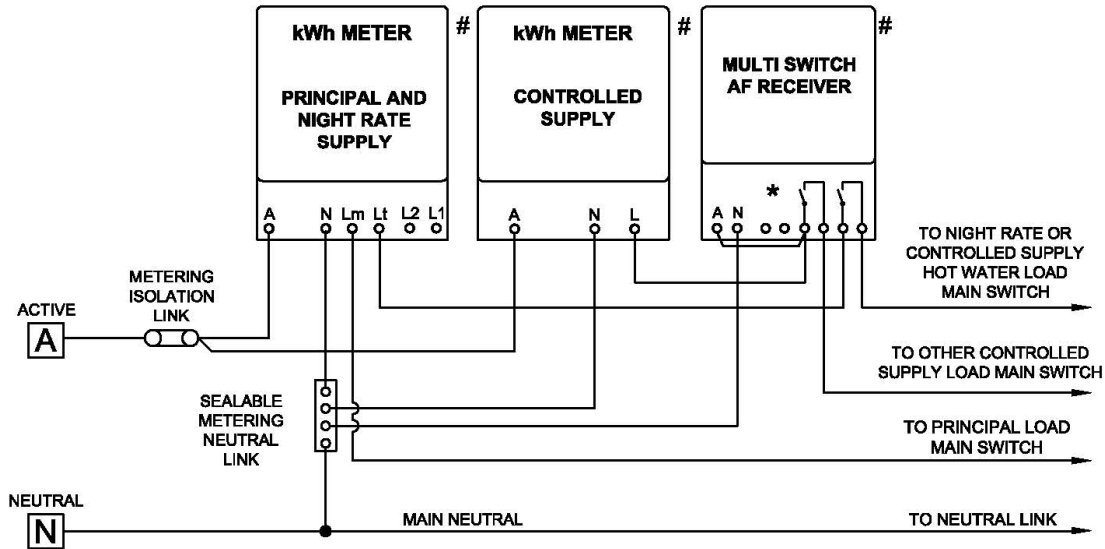 kWh METER
#
PRINCIPAL AND
NIGHT RATE
SUPPLY
A
N
Lm
Lt
L2
L1
kWh METER
#
CONTROLLED
SUPPLY
A
N
L
MULTI SWITCH
AF RECEIVER
#
*
A
N
TO NIGHT RATE OR
CONTROLLED SUPPLY
HOT WATER LOAD
MAIN SWITCH
METERING
ISOLATION
LINK
ACTIVE
A
TO OTHER CONTROLLED
SUPPLY LOAD MAIN SWITCH
SEALABLE
METERING
NEUTRAL
LINK
TO PRINCIPAL LOAD
MAIN SWITCH
NEUTRAL
N
MAIN NEUTRAL
TO NEUTRAL LINK